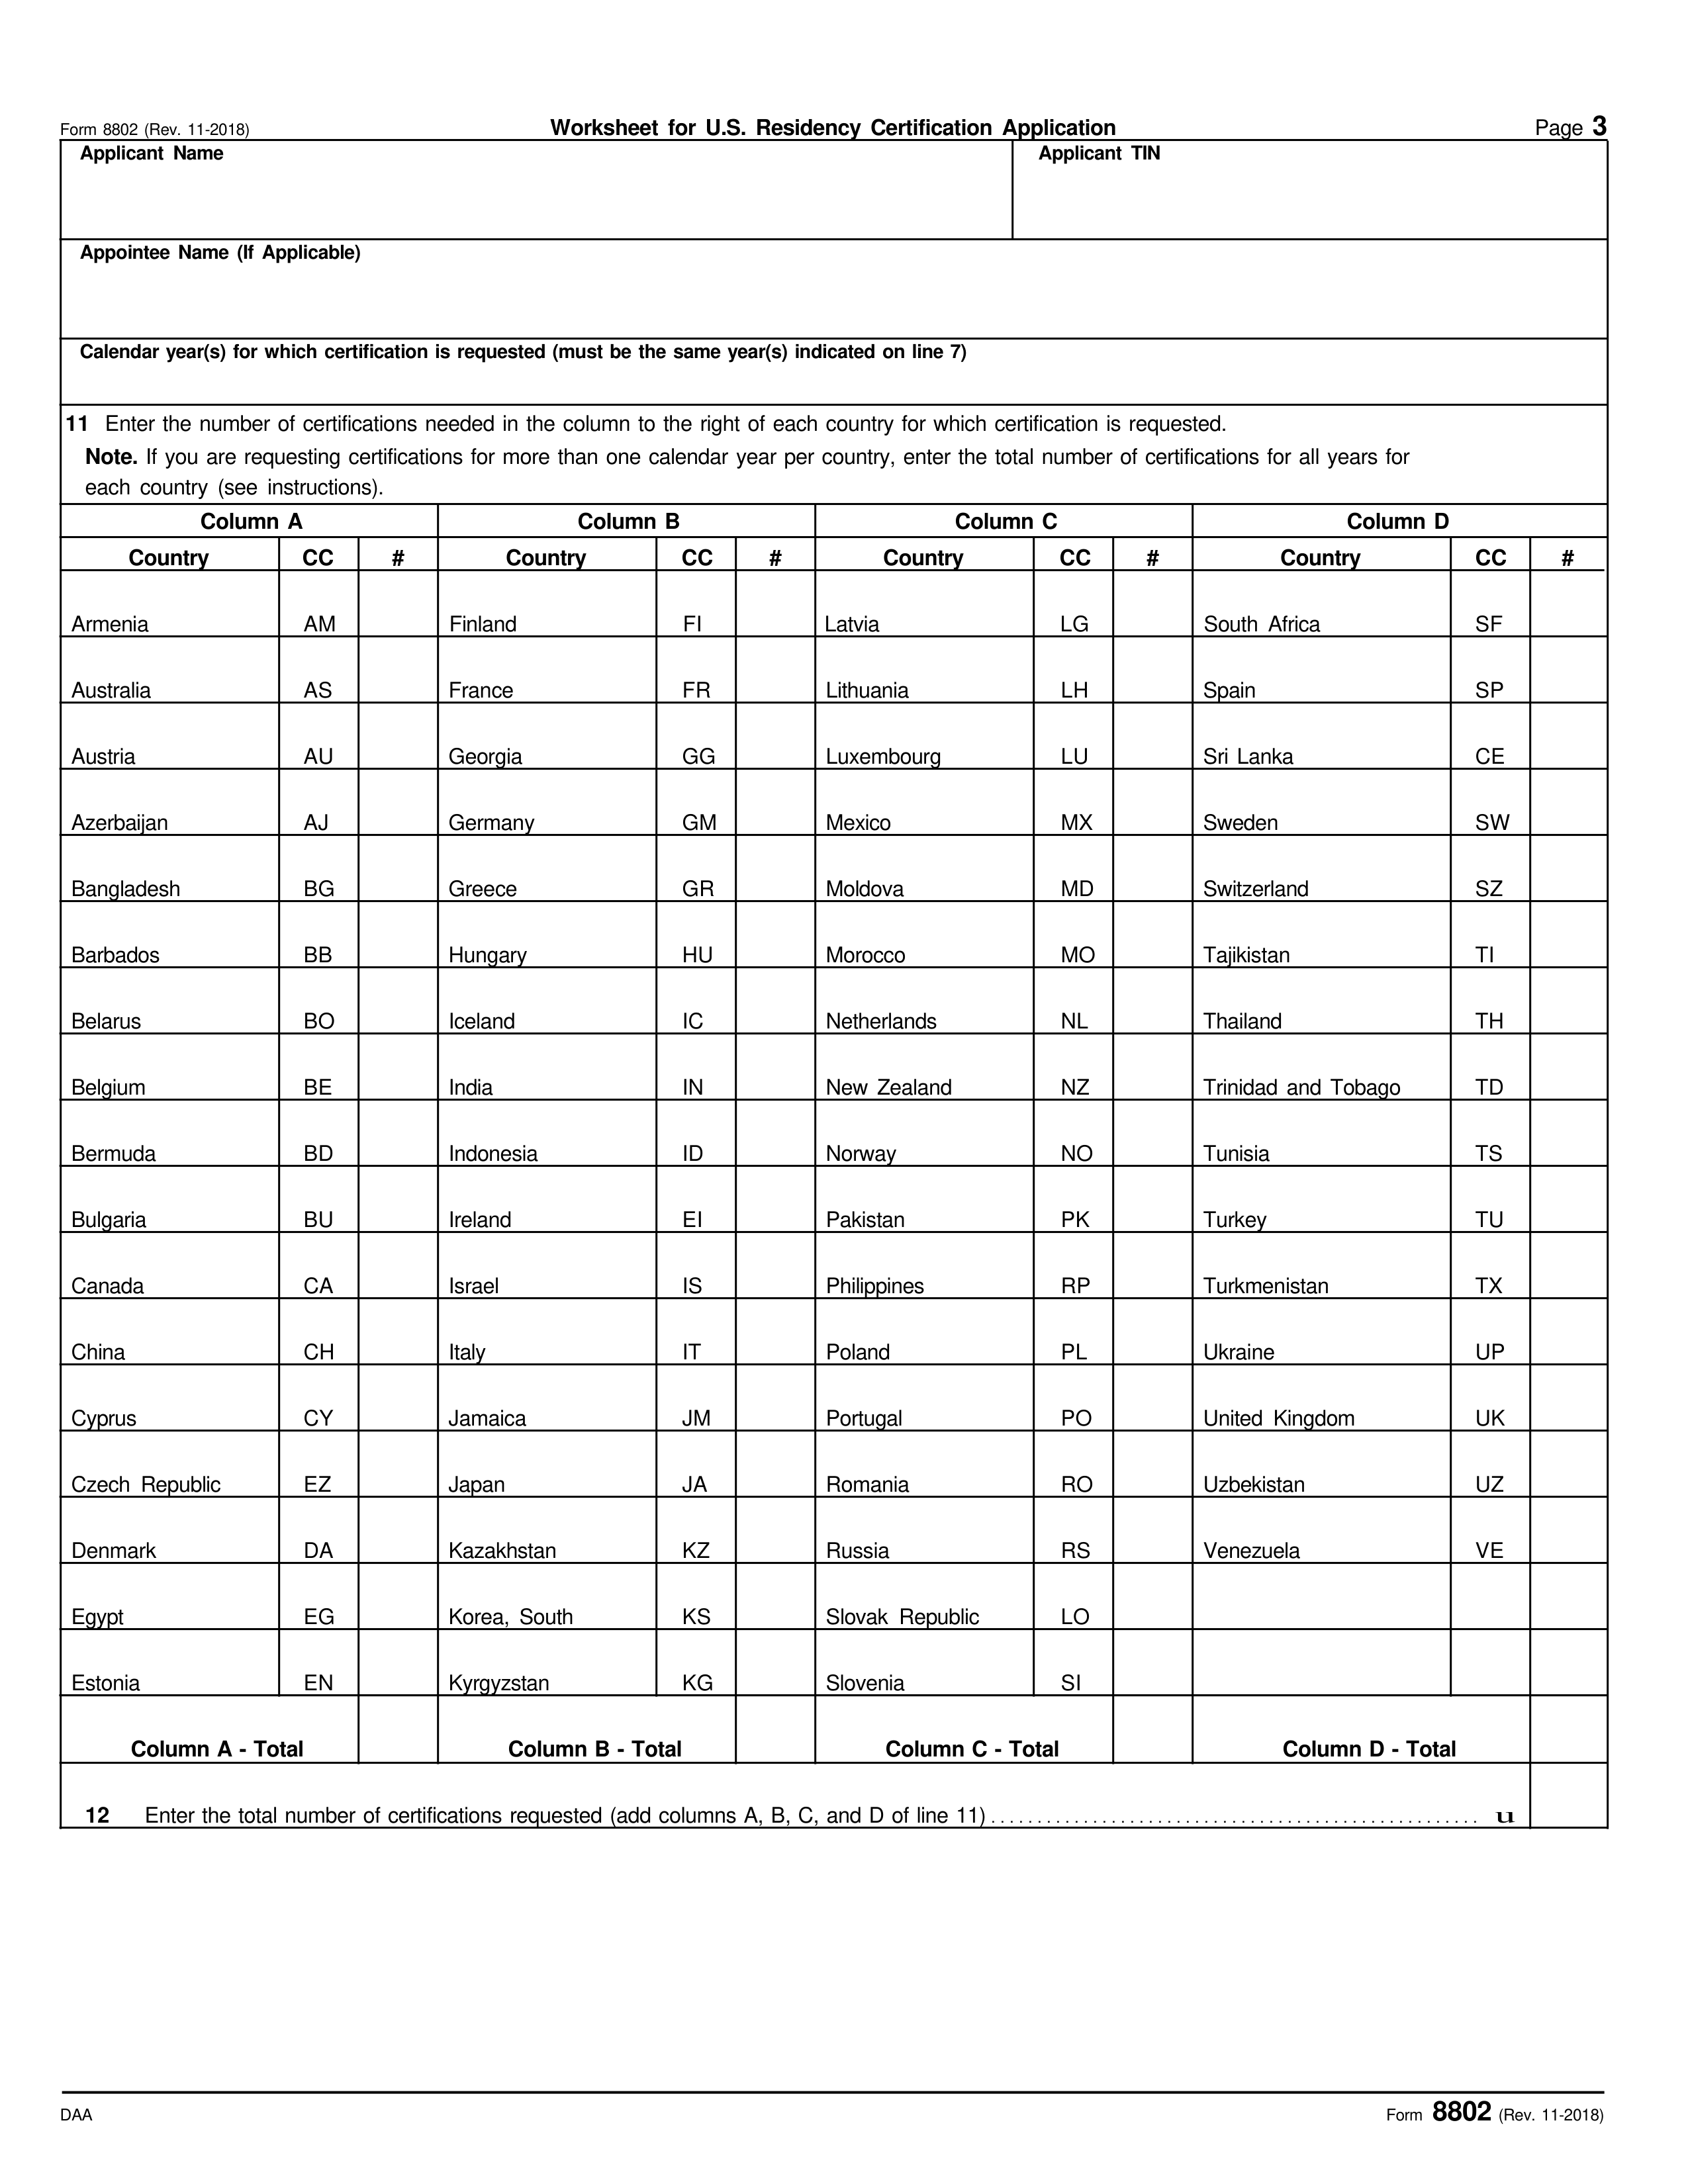 Form 8802 (Rev. 11-2018) Worksheet for U.S. Residency Certification Application Page 3
Applicant Name Applicant TIN
Appointee Name (If Applicable)
Calendar year(s) for which certification is requested (must be the same year(s) indicated on line 7)
11 Enter the number of certifications needed in the column to the right of each country for which certification is requested.
Note. If you are requesting certifications for more than one calendar year per country, enter the total number of certifications for all years for
each country (see instructions).
Column A Column B Column C Column D
Country CC # Country CC # Country CC # Country CC #
Armenia AM Finland FI Latvia LG South Africa SF
Australia AS France FR Lithuania LH Spain SP
Austria AU Georgia GG Luxembourg LU Sri Lanka CE
Azerbaijan AJ Germany GM Mexico MX Sweden SW
Bangladesh BG Greece GR Moldova MD Switzerland SZ
Barbados BB Hungary HU Morocco MO Tajikistan TI
Belarus BO Iceland IC Netherlands NL Thailand TH
Belgium BE India IN New Zealand NZ Trinidad and Tobago TD
Bermuda BD Indonesia ID Norway NO Tunisia TS
Bulgaria BU Ireland EI Pakistan PK Turkey TU
Canada CA Israel IS Philippines RP Turkmenistan TX
China CH Italy IT Poland PL Ukraine UP
Cyprus CY Jamaica JM Portugal PO United Kingdom UK
Czech Republic EZ Japan JA Romania RO Uzbekistan UZ
Denmark DA Kazakhstan KZ Russia RS Venezuela VE
Egypt EG Korea, South KS Slovak Republic LO
Estonia EN Kyrgyzstan KG Slovenia SI
Column A - Total Column B - Total Column C - Total Column D - Total
12 Enter the total number of certifications requested (add columns A, B, C, and D of line 11) ..................................................... u
DAA Form 8802 (Rev. 11-2018)